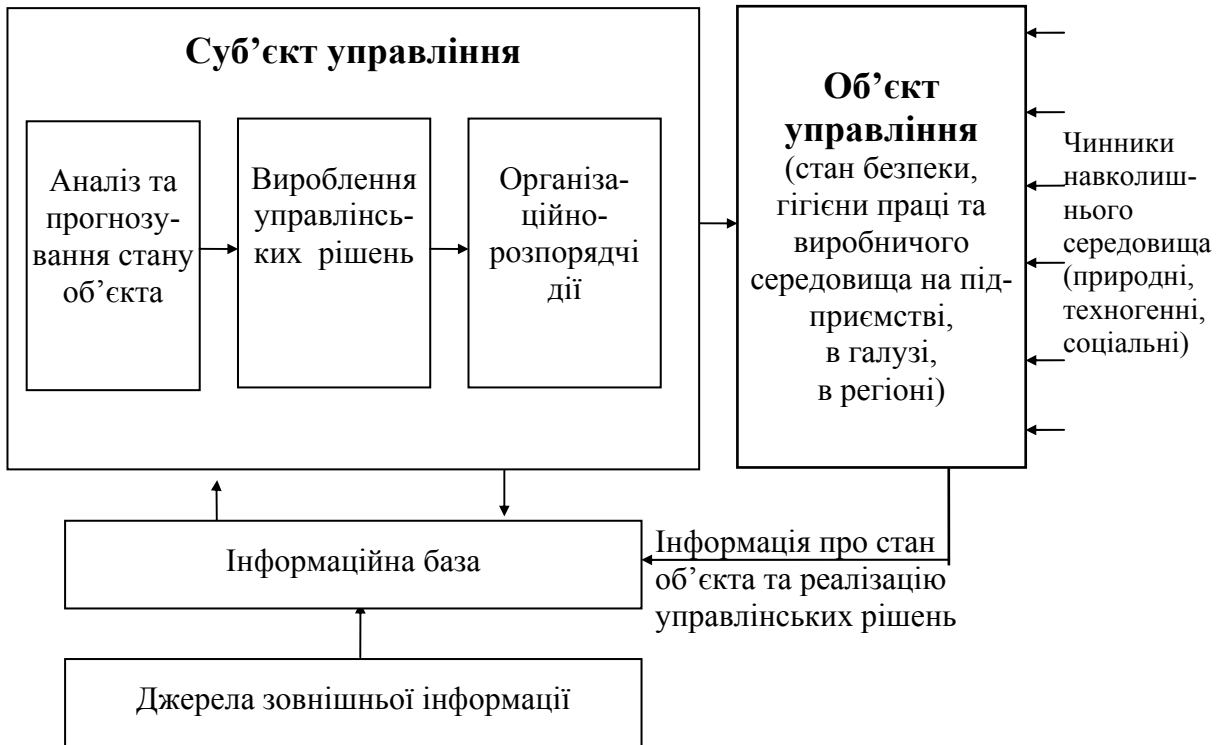 Суб’єкт управління
Аналіз та
прогнозу-
вання стану
об’єкта
Вироблення
управлінсь-
ких рішень
Організа-
ційно-
розпорядчі
дії
Об’єкт
управління
(стан безпеки,
гігієни праці та
виробничого
середовища на під-
приємстві,
в галузі,
в регіоні)
Чинники
навколиш-
нього
середовища
(природні,
техногенні,
соціальні)
Інформаційна база
Інформація про стан
об’єкта та реалізацію
управлінських рішень
Джерела зовнішньої інформації